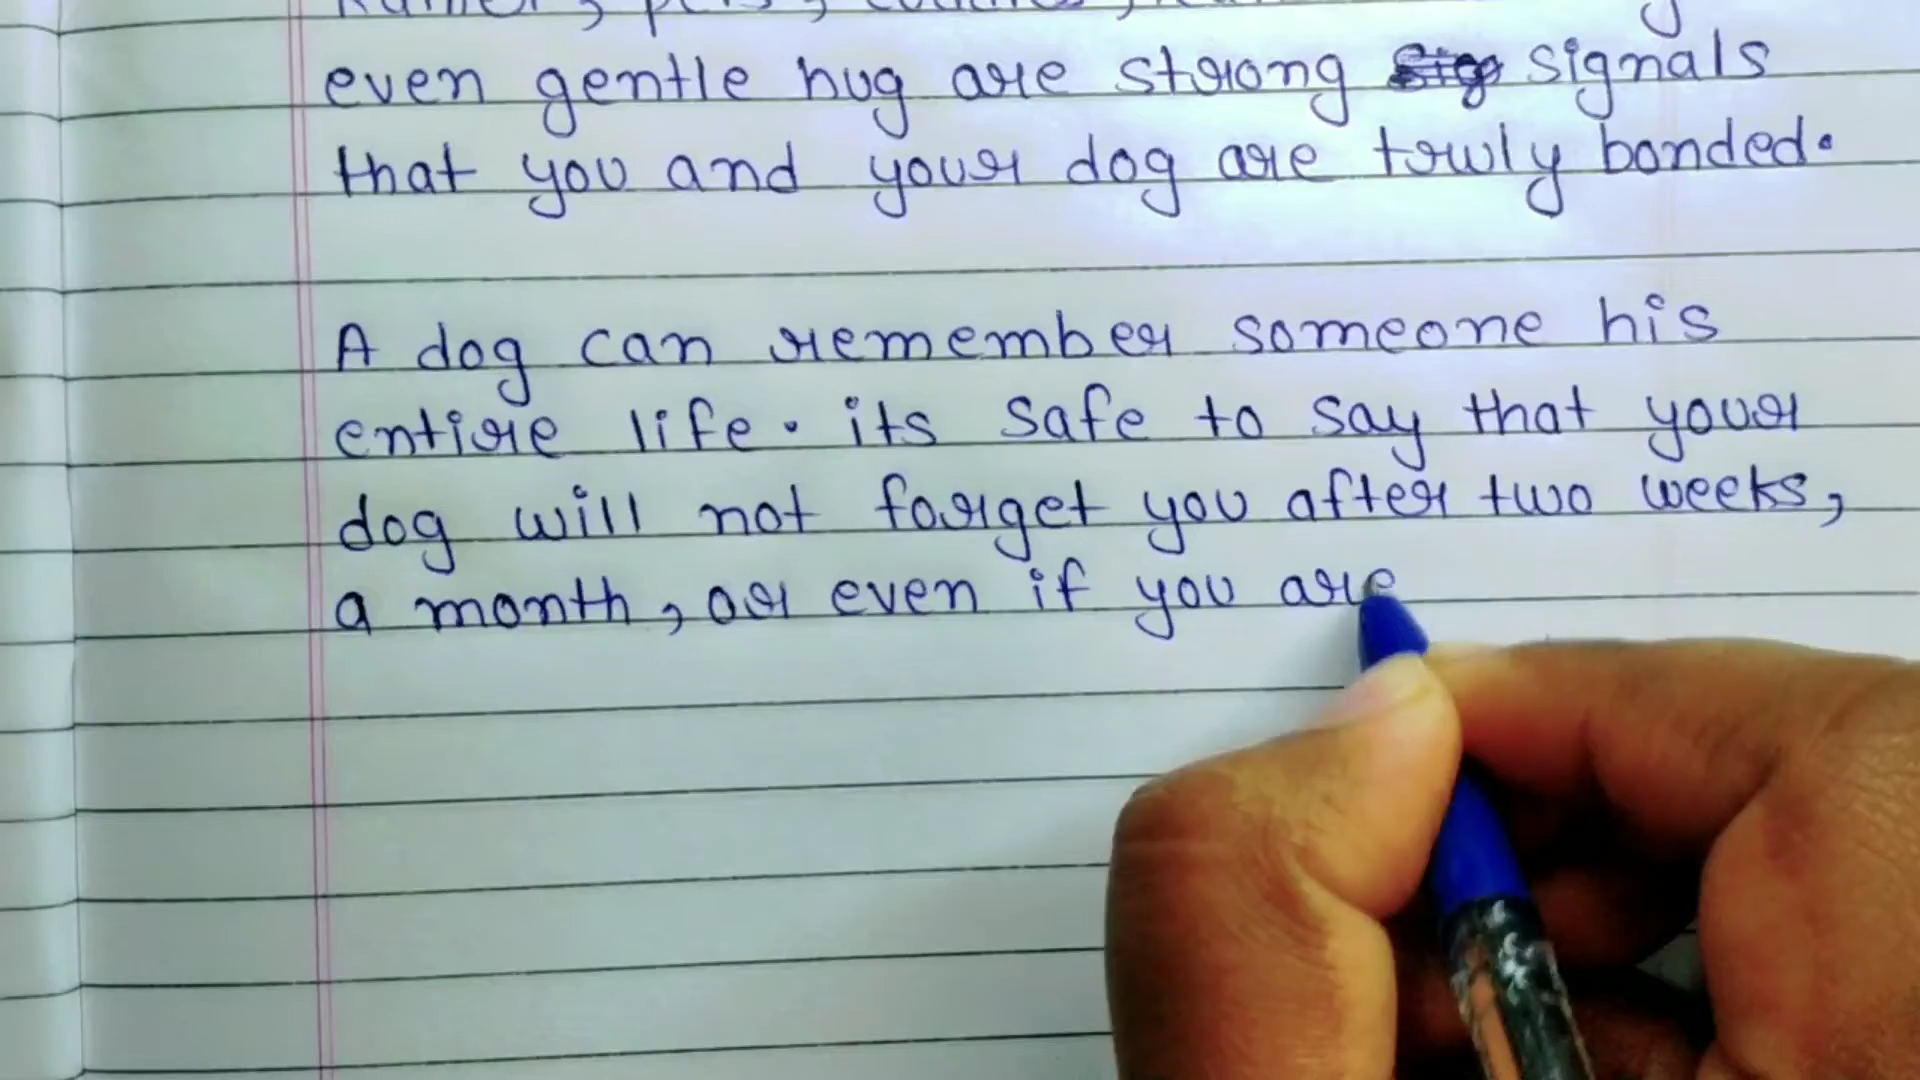 even gentle hug are strong signals
that you and your dog are truly bonded.
A dog can remember someone his
entire life. its safe to say that your
dog will not forget you after two weeks,
a month, or even if you are